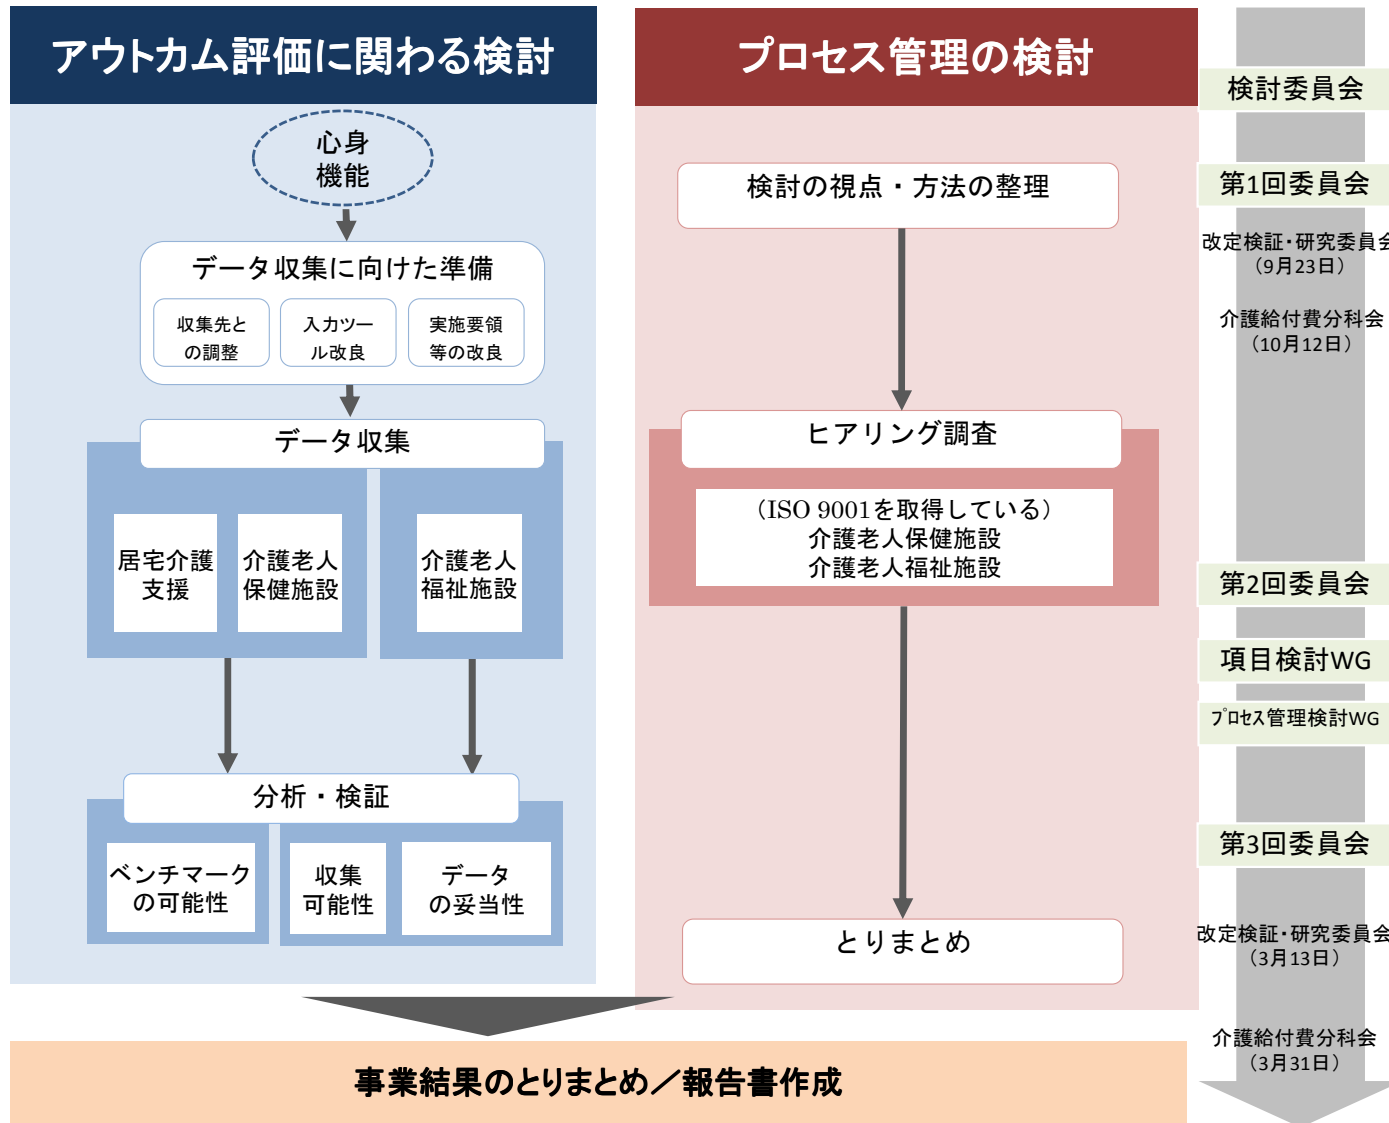 アウトカム評価に関わる検討
心身
機能
データ収集に向けた準備
収集先と
の調整
入力ツー
ル改良
実施要領
等の改良
データ収集
居宅介護
支援
介護老人
保健施設
介護老人
福祉施設
分析・検証
ベンチマーク
の可能性
収集
可能性
データ
の妥当性
プロセス管理の検討
検討の視点・方法の整理
ヒアリング調査
（ISO 9001を取得している）
介護老人保健施設
介護老人福祉施設
とりまとめ
検討委員会
第1回委員会
改定検証・研究委員会
（9月23日）
介護給付費分科会
（10月12日）
第2回委員会
項目検討WG
プロセス管理検討WG
第3回委員会
改定検証・研究委員会
（3月13日）
介護給付費分科会
（3月31日）
事業結果のとりまとめ／報告書作成